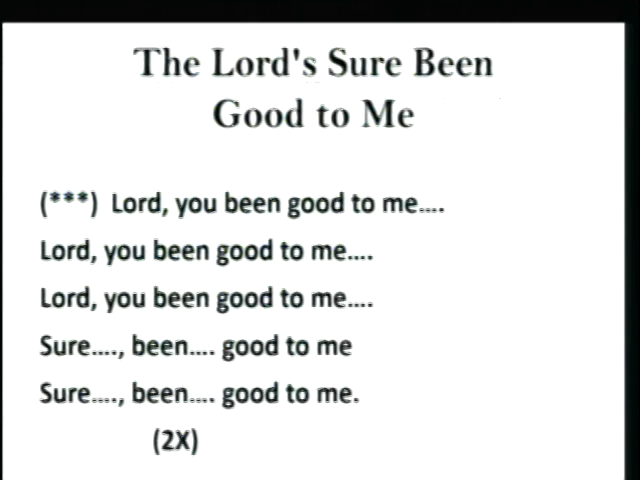 The Lord's Sure Been
Good to Me
(***) Lord, you been good to me....
Lord, you been good to me....
Lord, you been good to me....
Sure...., been.... good to me
Sure...., been.... good to me.
(2X)